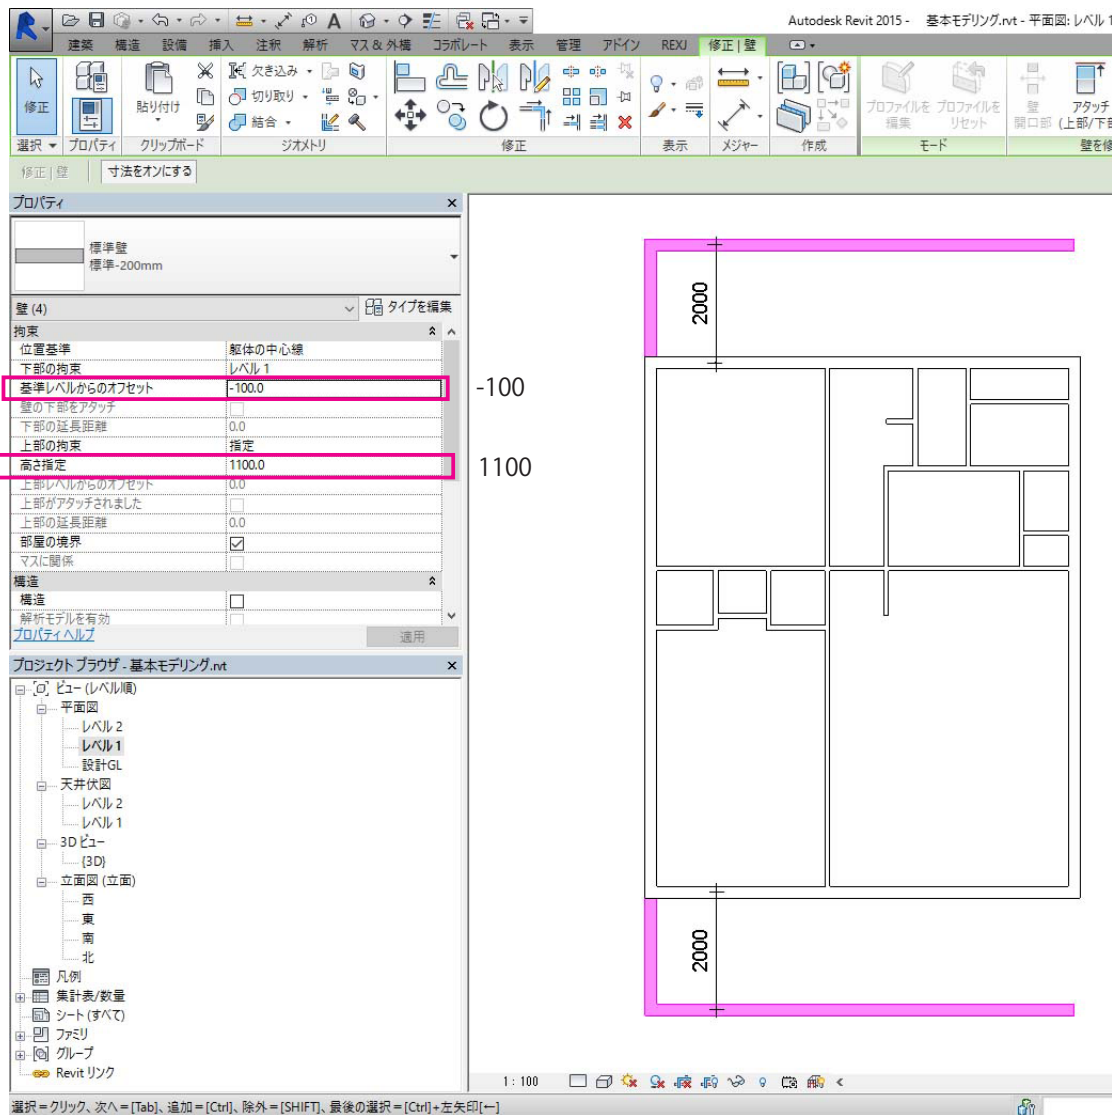 Autodesk Revit 2015 - 基本モデリング.rvt - 平面図: レベル 1
建築 構造 設備 挿入 注釈 解析 マス & 外構 コラボレート 表示 管理 アドイン REXJ 修正 | 壁
修正 貼り付け 欠き込み
切り取り
結合
プロファイルを編集 プロファイルをリセット 壁開口部 アタッチ (上部/下部
選択 プロパティ クリップボード ジオメトリ 修正 表示 メジャー 作成 モード 壁を修
修正 | 壁 寸法をオンにする
プロパティ
標準壁
標準-200mm
壁 (4) タイプを編集
拘束
位置基準 躯体の中心線
下部の拘束 レベル 1
基準レベルからのオフセット -100.0
-100
壁の下部をアタッチ
下部の延長距離 0.0
上部の拘束 指定
高さ指定 1100.0
1100
上部レベルからのオフセット 0.0
上部がアタッチされました
上部の延長距離 0.0
部屋の境界
マスに関係
構造
構造
解析モデルを有効
プロパティ ヘルプ 適用
プロジェクト ブラウザ - 基本モデリング.rvt
ビュー (レベル順)
平面図
レベル 2
レベル 1
設計GL
天井伏図
レベル 2
レベル 1
3D ビュー
{3D}
立面図 (立面)
西
東
南
北
凡例
集計表/数量
シート (すべて)
ファミリ
グループ
Revit リンク
2000
2000
1 : 100
選択 = クリック、次へ = [Tab]、追加 = [Ctrl]、除外 = [SHIFT]、最後の選択 = [Ctrl]+左矢印[←]